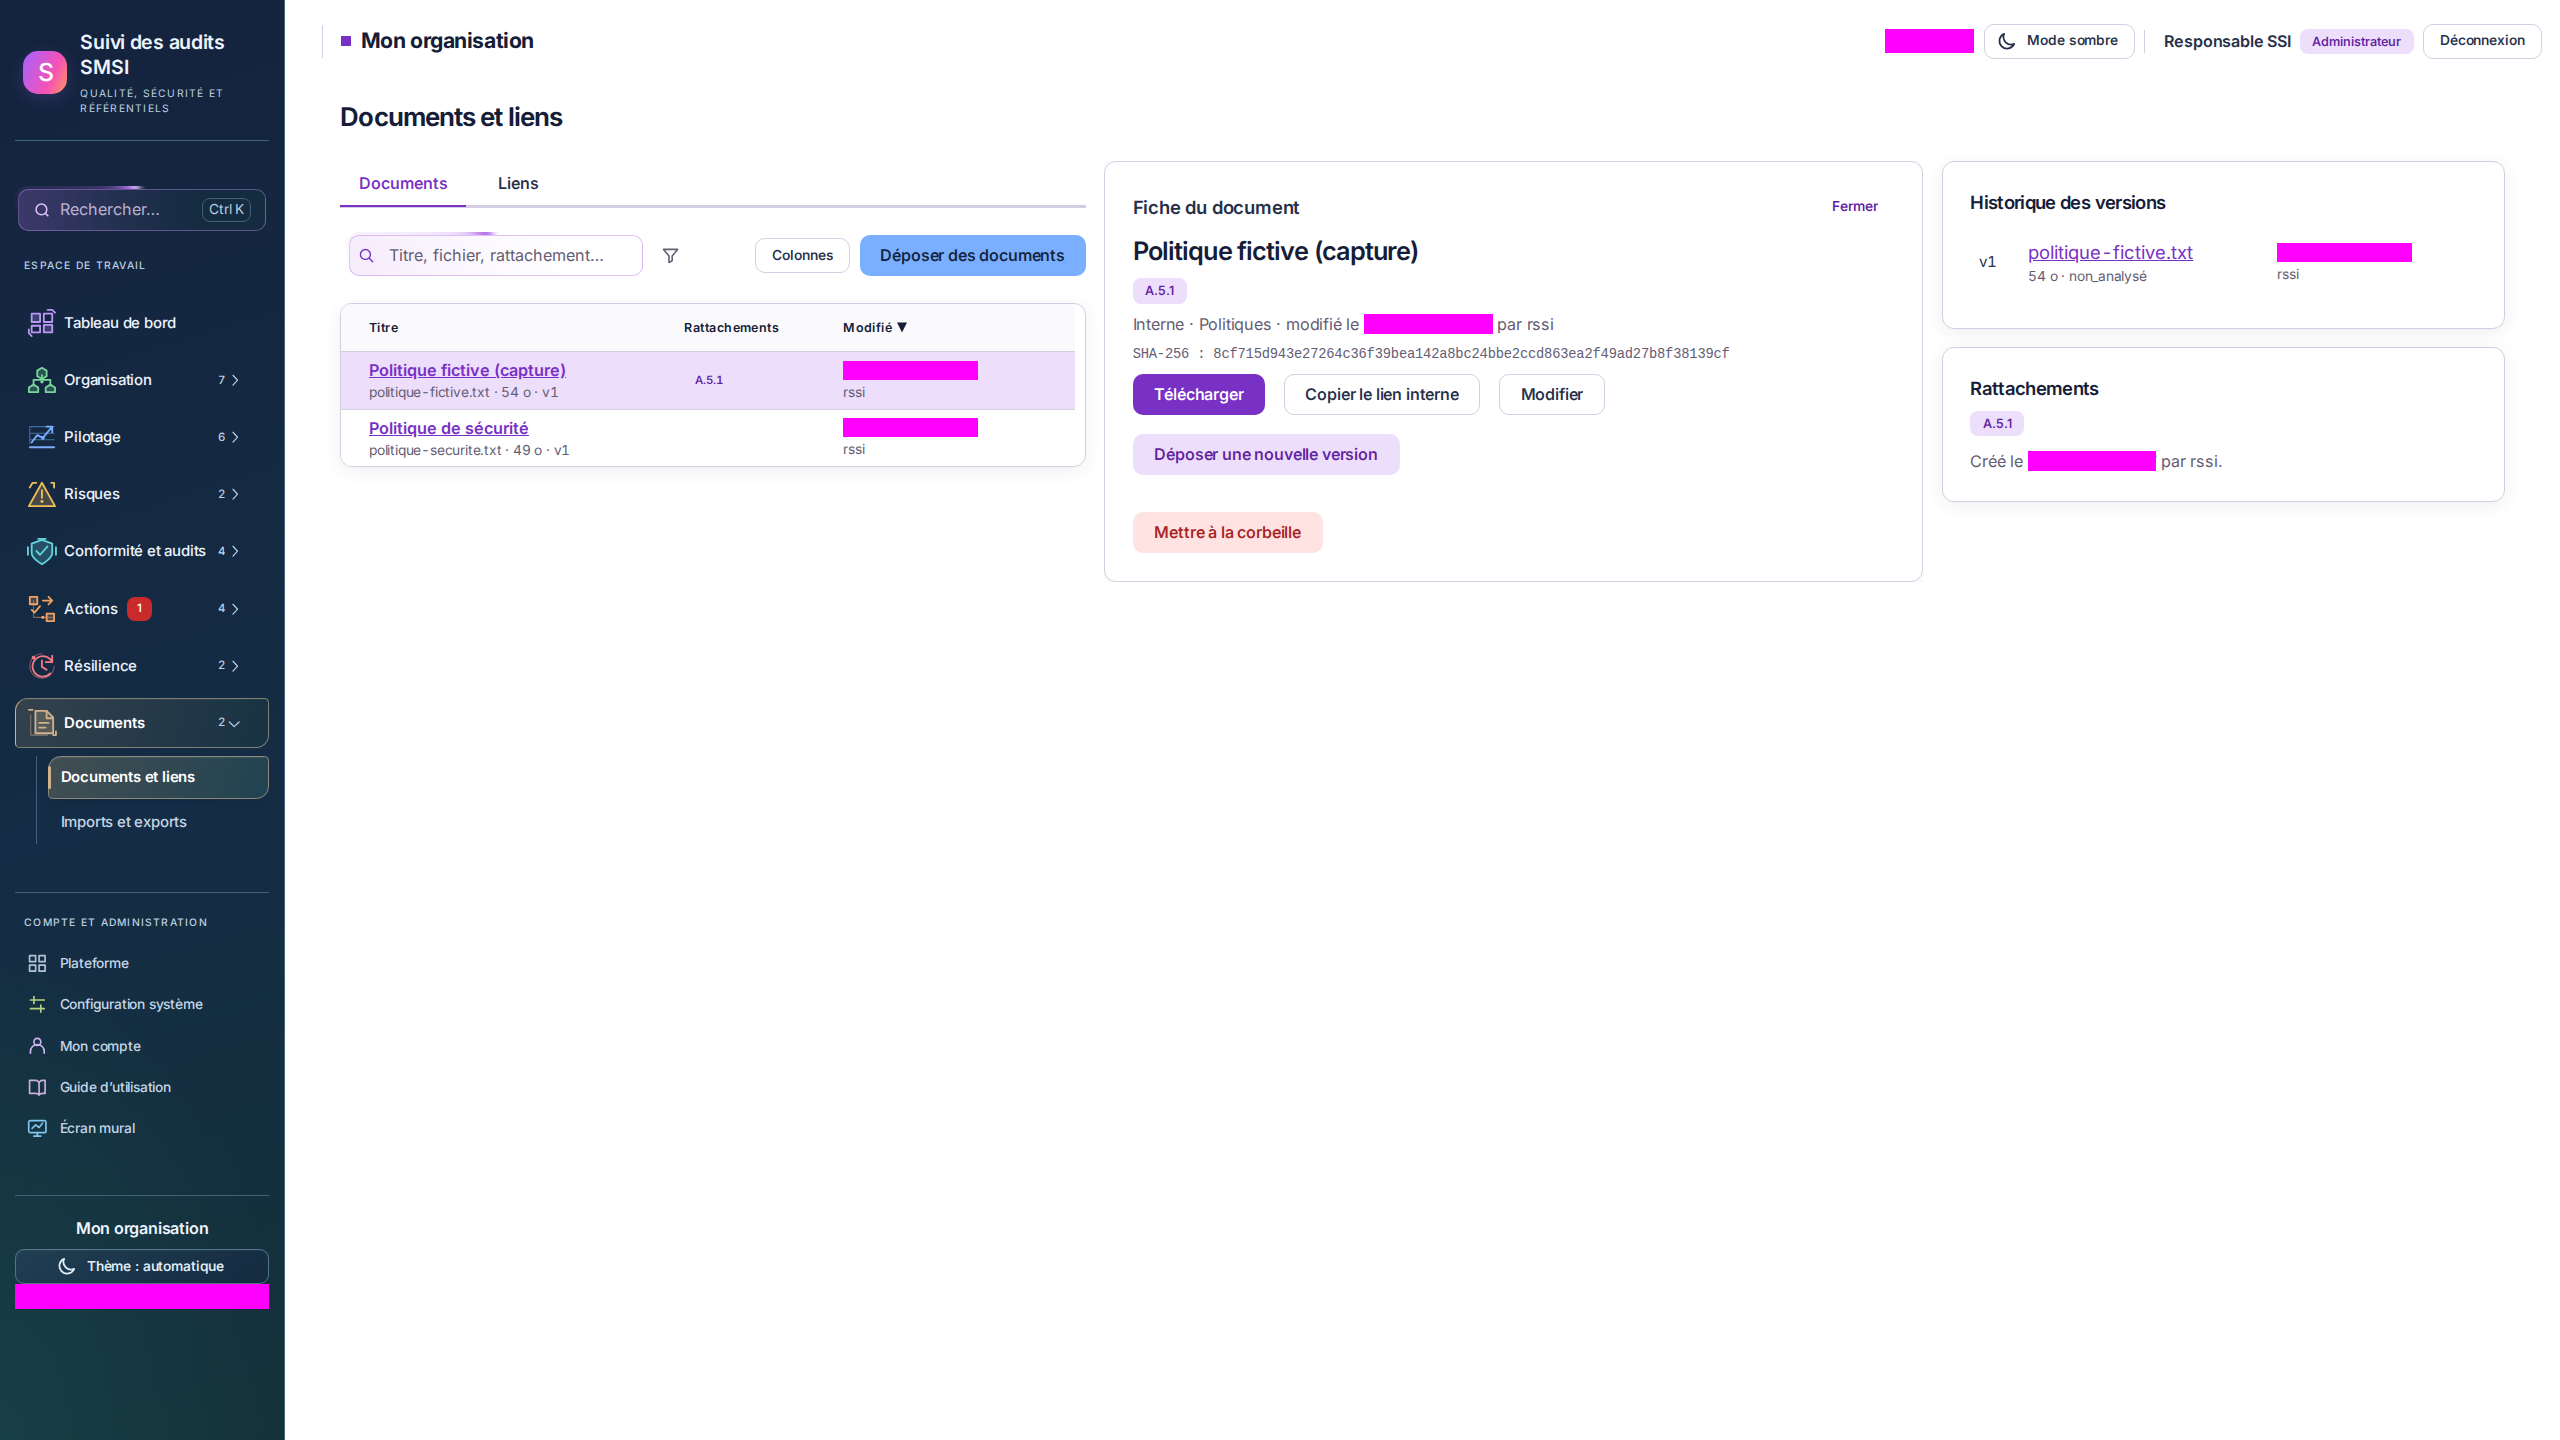 Suivi des audits
SMSI
QUALITÉ, SÉCURITÉ ET
RÉFÉRENTIELS
S
Rechercher...
Ctrl K
ESPACE DE TRAVAIL
Tableau de bord
Organisation 7
Pilotage 6
Risques 2
Conformité et audits 4
Actions 1 4
Résilience 2
Documents 2
Documents et liens
Imports et exports
COMPTE ET ADMINISTRATION
Plateforme
Configuration système
Mon compte
Guide d’utilisation
Écran mural
Mon organisation
Thème : automatique
Mon organisation
Mode sombre
Responsable SSI
Administrateur
Déconnexion
Documents et liens
Documents
Liens
Titre, fichier, rattachement...
Colonnes
Déposer des documents
Titre Rattachements Modifié ▼
Politique fictive (capture)
politique-fictive.txt · 54 o · v1
A.5.1
rssi
Politique de sécurité
politique-securite.txt · 49 o · v1
rssi
Fiche du document
Fermer
Politique fictive (capture)
A.5.1
Interne · Politiques · modifié le par rssi
SHA-256 : 8cf715d943e27264c36f39bea142a8bc24bbe2ccd863ea2f49ad27b8f38139cf
Télécharger
Copier le lien interne
Modifier
Déposer une nouvelle version
Mettre à la corbeille
Historique des versions
v1
politique-fictive.txt
54 o · non_analysé
rssi
Rattachements
A.5.1
Créé le par rssi.